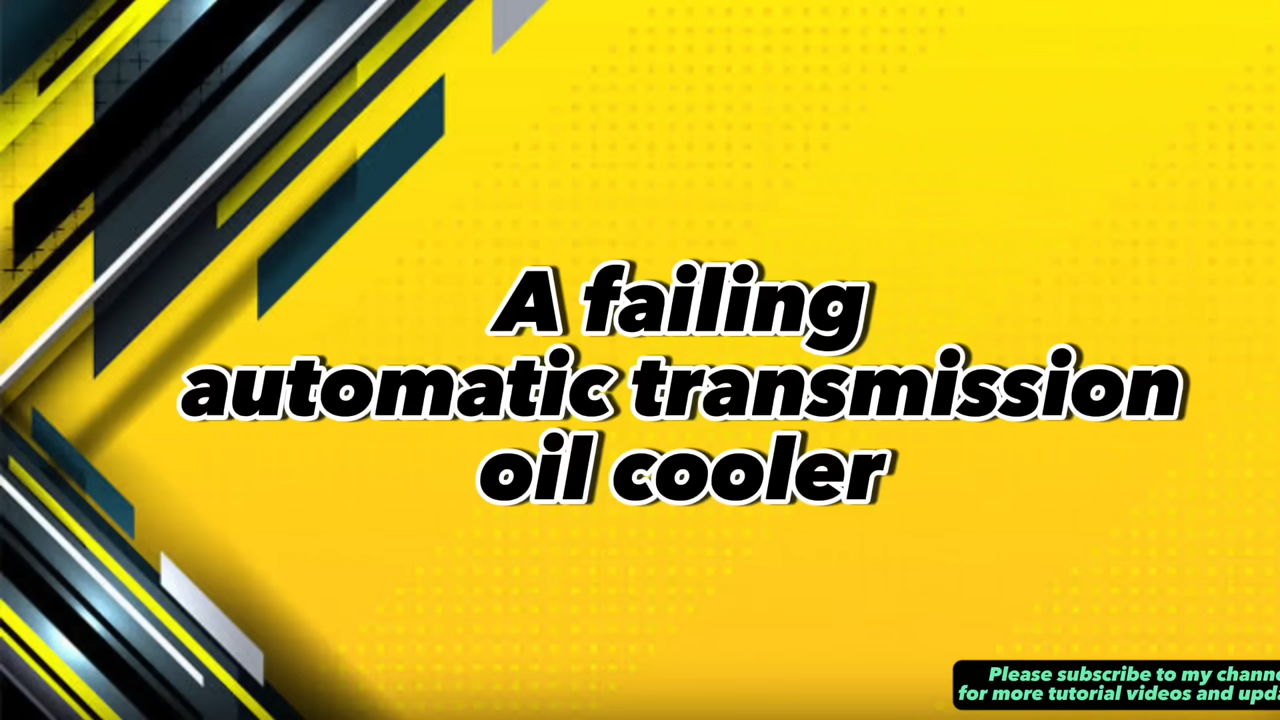 A failing
automatic transmission
oil cooler
Please subscribe to my
for more tutorial videos and